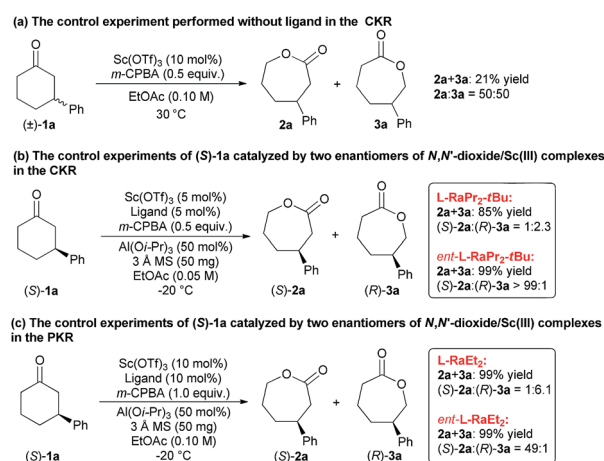 (a) The control experiment performed without ligand in the CKR
O
Ph
(±)-1a
Sc(OTf)3 (10 mol%)
m-CPBA (0.5 equiv.)
EtOAc (0.10 M)
30 °C
O
O
Ph
2a
+
O
O
Ph
3a
2a+3a: 21% yield
2a:3a = 50:50
(b) The control experiments of (S)-1a catalyzed by two enantiomers of N,N'-dioxide/Sc(III) complexes
in the CKR
O
Ph
(S)-1a
Sc(OTf)3 (5 mol%)
Ligand (5 mol%)
m-CPBA (0.5 equiv.)
Al(Oi-Pr)3 (50 mol%)
3 Å MS (50 mg)
EtOAc (0.05 M)
-20 °C
O
O
Ph
(S)-2a
+
O
O
Ph
(R)-3a
L-RaPr2-tBu:
2a+3a: 85% yield
(S)-2a:(R)-3a = 1:2.3
ent-L-RaPr2-tBu:
2a+3a: 99% yield
(S)-2a:(R)-3a > 99:1
(c) The control experiments of (S)-1a catalyzed by two enantiomers of N,N'-dioxide/Sc(III) complexes
in the PKR
O
Ph
(S)-1a
Sc(OTf)3 (10 mol%)
Ligand (10 mol%)
m-CPBA (1.0 equiv.)
Al(Oi-Pr)3 (50 mol%)
3 Å MS (50 mg)
EtOAc (0.10 M)
-20 °C
O
O
Ph
(S)-2a
+
O
O
Ph
(R)-3a
L-RaEt2:
2a+3a: 99% yield
(S)-2a:(R)-3a = 1:6.1
ent-L-RaEt2:
2a+3a: 99% yield
(S)-2a:(R)-3a = 49:1